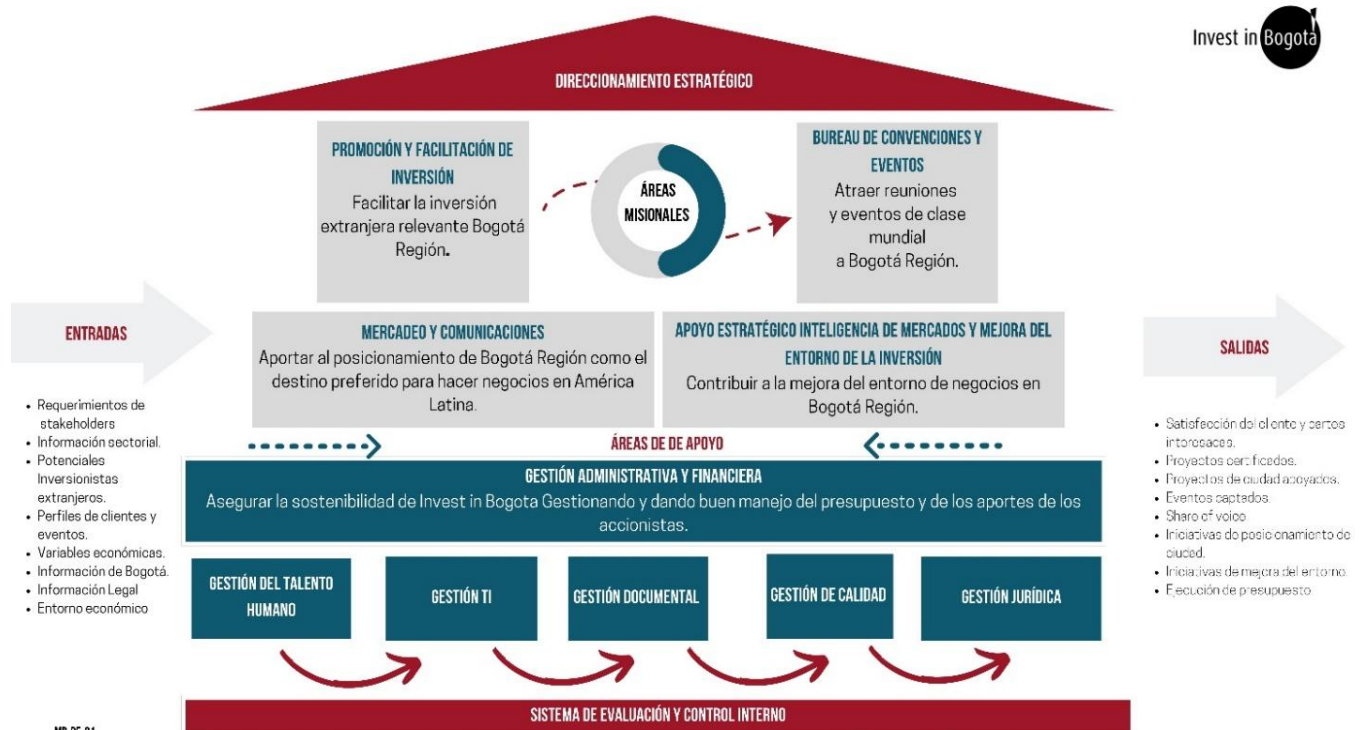 Invest in Bogotá
DIRECCIONAMIENTO ESTRATÉGICO
PROMOCIÓN Y FACILITACIÓN DE
INVERSIÓN
Facilitar la inversión
extranjera relevante Bogotá
Región.
ÁREAS
MISIONALES
BUREAU DE CONVENCIONES Y
EVENTOS
Atraer reuniones
y eventos de clase
mundial
a Bogotá Región.
ENTRADAS
• Requerimientos de
stakeholders
• Información sectorial.
• Potenciales
Inversionistas
extranjeros.
• Perfiles de clientes y
eventos.
• Variables económicas.
• Información de Bogotá.
• Información Legal
• Entorno económico
MERCADEO Y COMUNICACIONES
Aportar al posicionamiento de Bogotá Región como el
destino preferido para hacer negocios en América
Latina.
APOYO ESTRATÉGICO INTELIGENCIA DE MERCADOS Y MEJORA DEL
ENTORNO DE LA INVERSIÓN
Contribuir a la mejora del entorno de negocios en
Bogotá Región.
ÁREAS DE DE APOYO
GESTIÓN ADMINISTRATIVA Y FINANCIERA
Asegurar la sostenibilidad de Invest in Bogota Gestionando y dando buen manejo del presupuesto y de los aportes de los
accionistas.
GESTIÓN DEL TALENTO
HUMANO
GESTIÓN TI
GESTIÓN DOCUMENTAL
GESTIÓN DE CALIDAD
GESTIÓN JURÍDICA
SISTEMA DE EVALUACIÓN Y CONTROL INTERNO
SALIDAS
• Satisfacción del cliente y partes
• Proyectos certificados.
• Proyectos de ciudad apoyados.
• Eventos captados.
• Share of voice.
• Iniciativas de posicionamiento de
ciudad.
• Iniciativas de mejora del entorno.
• Ejecución de presupuesto.